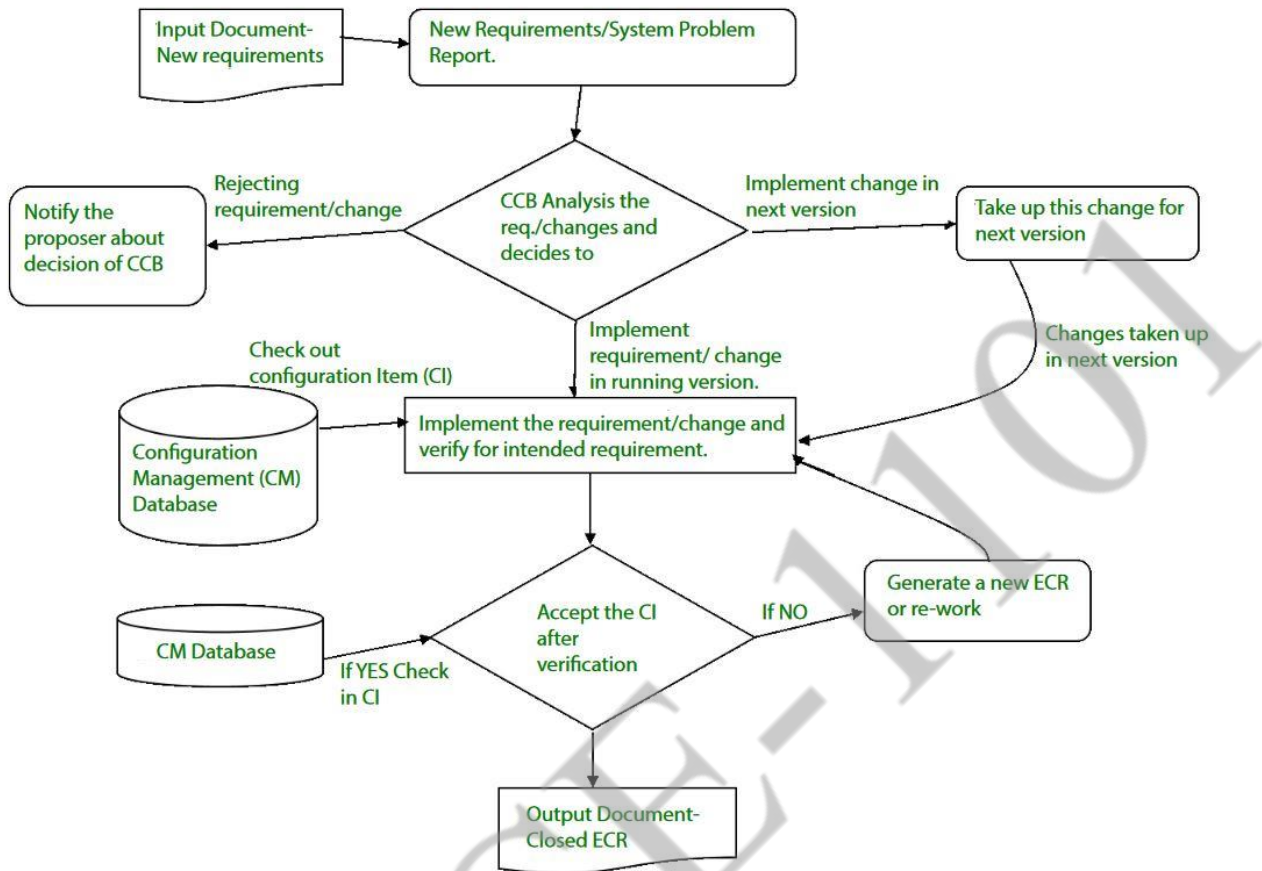 Input Document-
New requirements
New Requirements/System Problem
Report.
Rejecting
requirement/change
CCB Analysis the
req./changes and
decides to
Implement change in
next version
Notify the
proposer about
decision of CCB
Take up this change for
next version
Implement
requirement/ change
in running version.
Changes taken up
in next version
Check out
configuration Item (CI)
Configuration
Management (CM)
Database
Implement the requirement/change and
verify for intended requirement.
Accept the CI
after
verification
If NO
Generate a new ECR
or re-work
CM Database
If YES Check
in CI
Output Document-
Closed ECR
CE-1101